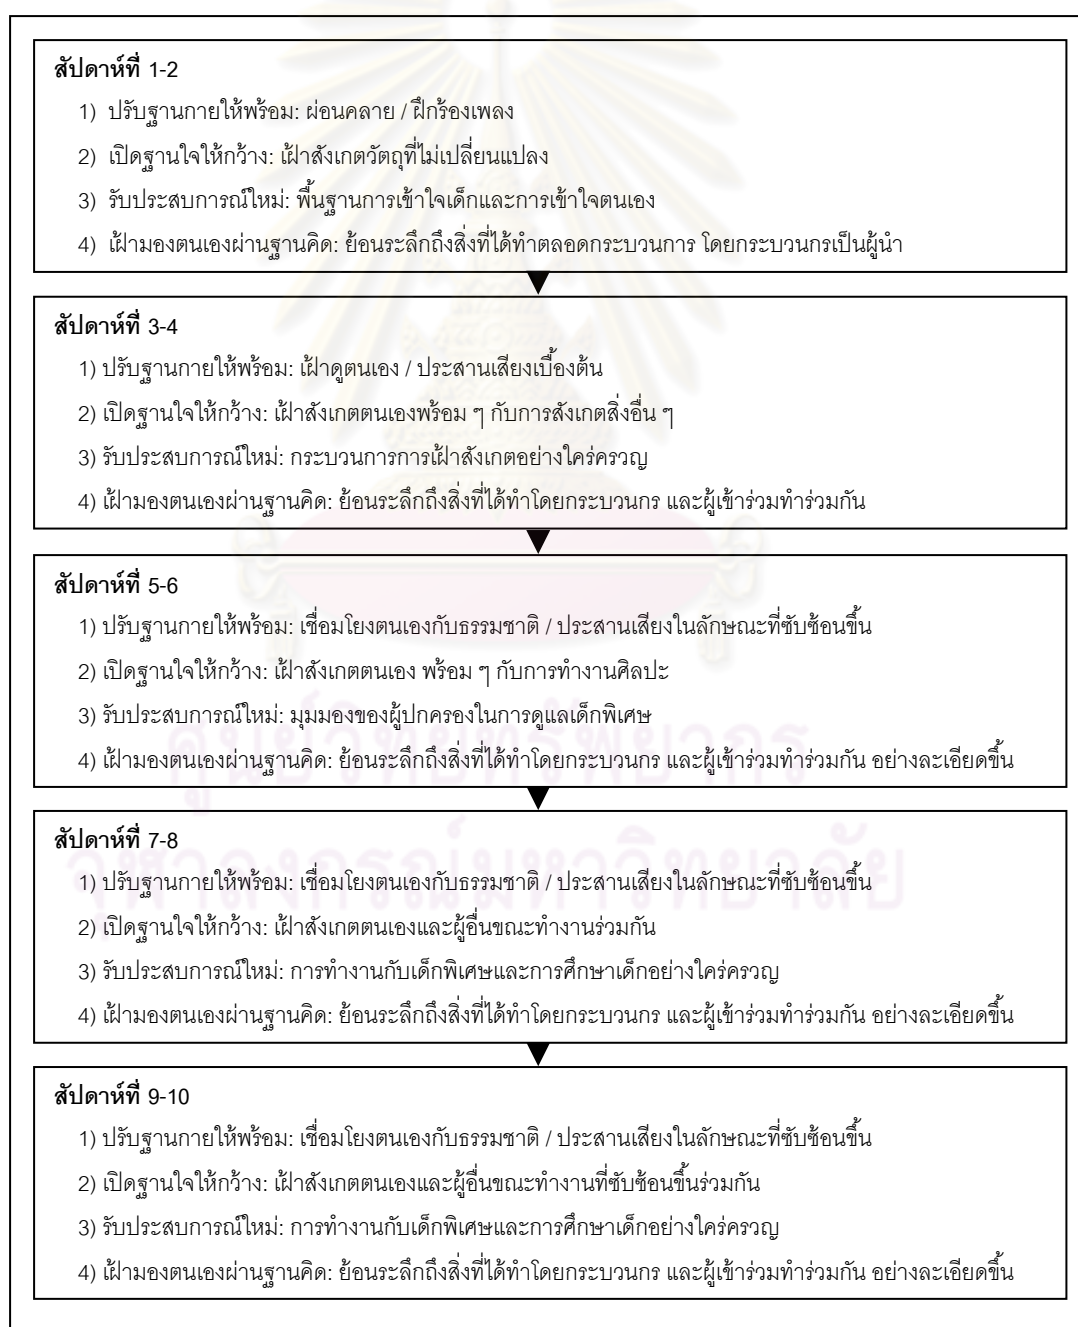 สัปดาห์ที่ 1-2
1) ปรับฐานกายให้พร้อม: ผ่อนคลาย / ฝึกร้องเพลง
2) เปิดฐานใจให้กว้าง: เฝ้าสังเกตวัตถุที่ไม่เปลี่ยนแปลง
3) รับประสบการณ์ใหม่: พื้นฐานการเข้าใจเด็กและการเข้าใจตนเอง
4) เฝ้ามองตนเองผ่านฐานคิด: ย้อนระลึกถึงสิ่งที่ได้ทำตลอดกระบวนการ โดยกระบวนกรเป็นผู้นำ
สัปดาห์ที่ 3-4
1) ปรับฐานกายให้พร้อม: เฝ้าดูตนเอง / ประสานเสียงเบื้องต้น
2) เปิดฐานใจให้กว้าง: เฝ้าสังเกตตนเองพร้อม ๆ กับการสังเกตสิ่งอื่น ๆ
3) รับประสบการณ์ใหม่: กระบวนการการเฝ้าสังเกตอย่างใคร่ครวญ
4) เฝ้ามองตนเองผ่านฐานคิด: ย้อนระลึกถึงสิ่งที่ได้ทำโดยกระบวนกร และผู้เข้าร่วมทำร่วมกัน
สัปดาห์ที่ 5-6
1) ปรับฐานกายให้พร้อม: เชื่อมโยงตนเองกับธรรมชาติ / ประสานเสียงในลักษณะที่ซับซ้อนขึ้น
2) เปิดฐานใจให้กว้าง: เฝ้าสังเกตตนเอง พร้อม ๆ กับการทำงานศิลปะ
3) รับประสบการณ์ใหม่: มุมมองของผู้ปกครองในการดูแลเด็กพิเศษ
4) เฝ้ามองตนเองผ่านฐานคิด: ย้อนระลึกถึงสิ่งที่ได้ทำโดยกระบวนกร และผู้เข้าร่วมทำร่วมกัน อย่างละเอียดขึ้น
ศูนย์วิทยทรัพยากร
สัปดาห์ที่ 7-8
จุฬาลงกรณ์มหาวิทยาลัย
1) ปรับฐานกายให้พร้อม: เชื่อมโยงตนเองกับธรรมชาติ / ประสานเสียงในลักษณะที่ซับซ้อนขึ้น
2) เปิดฐานใจให้กว้าง: เฝ้าสังเกตตนเองและผู้อื่นขณะทำงานร่วมกัน
3) รับประสบการณ์ใหม่: การทำงานกับเด็กพิเศษและการศึกษาเด็กอย่างใคร่ครวญ
4) เฝ้ามองตนเองผ่านฐานคิด: ย้อนระลึกถึงสิ่งที่ได้ทำโดยกระบวนกร และผู้เข้าร่วมทำร่วมกัน อย่างละเอียดขึ้น
สัปดาห์ที่ 9-10
1) ปรับฐานกายให้พร้อม: เชื่อมโยงตนเองกับธรรมชาติ / ประสานเสียงในลักษณะที่ซับซ้อนขึ้น
2) เปิดฐานใจให้กว้าง: เฝ้าสังเกตตนเองและผู้อื่นขณะทำงานที่ซับซ้อนขึ้นร่วมกัน
3) รับประสบการณ์ใหม่: การทำงานกับเด็กพิเศษและการศึกษาเด็กอย่างใคร่ครวญ
4) เฝ้ามองตนเองผ่านฐานคิด: ย้อนระลึกถึงสิ่งที่ได้ทำโดยกระบวนกร และผู้เข้าร่วมทำร่วมกัน อย่างละเอียดขึ้น